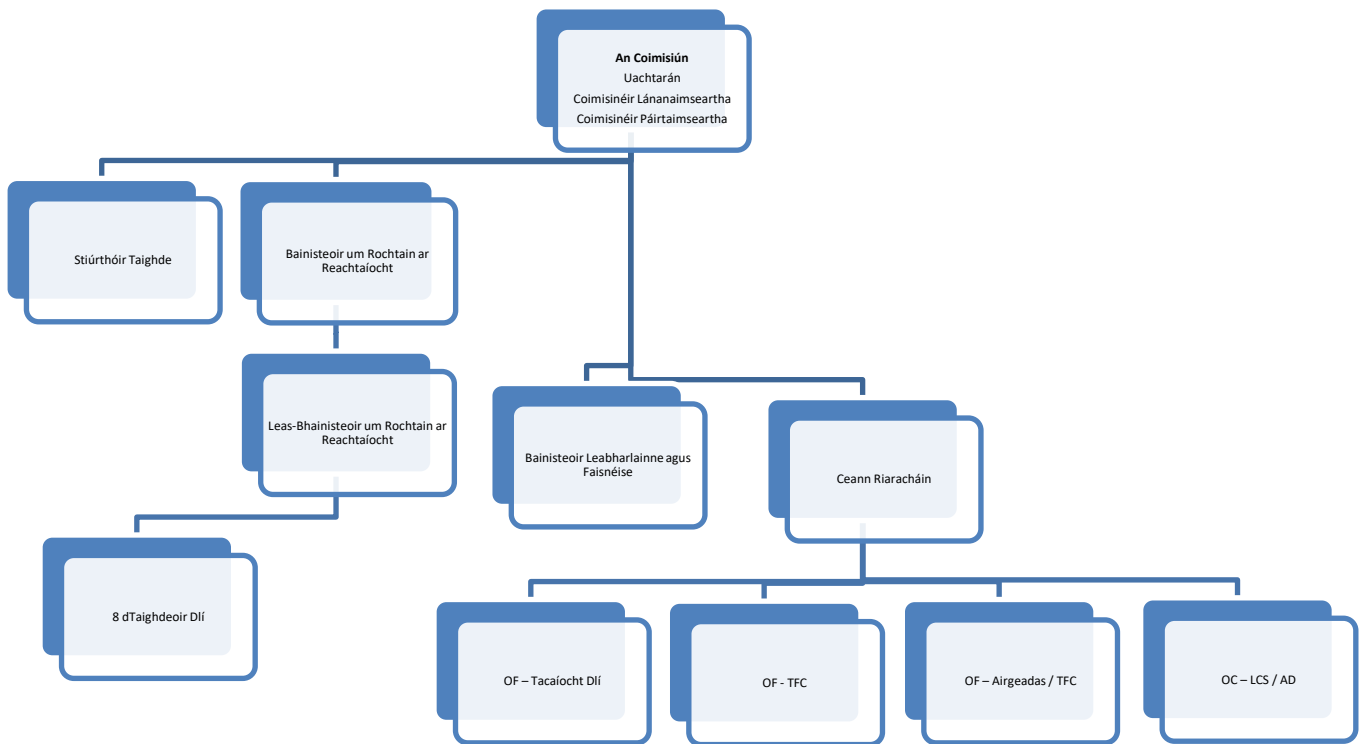 An Coimisiún
Uachtarán
Coimisinéir Lánanaimseartha
Coimisinéir Páirtaimseartha
Stiúrthóir Taighde
Bainisteoir um Rochtain ar
Reachtaíocht
Leas-Bhainisteoir um Rochtain ar
Reachtaíocht
Bainisteoir Leabharlainne agus
Faisnéise
Ceann Riaracháin
8 dTaighdeoir Dlí
OF – Tacaíocht Dlí
OF - TFC
OF – Airgeadas / TFC
OC – LCS / AD